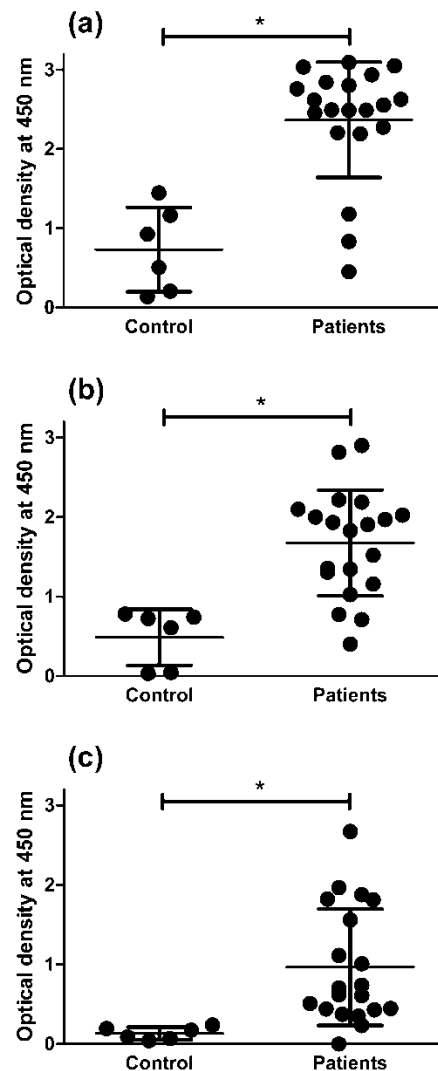 (a)
*
Optical density at 450 nm
3
2
1
0
Control Patients
(b)
*
Optical density at 450 nm
3
2
1
0
Control Patients
(c)
*
Optical density at 450 nm
3
2
1
0
Control Patients